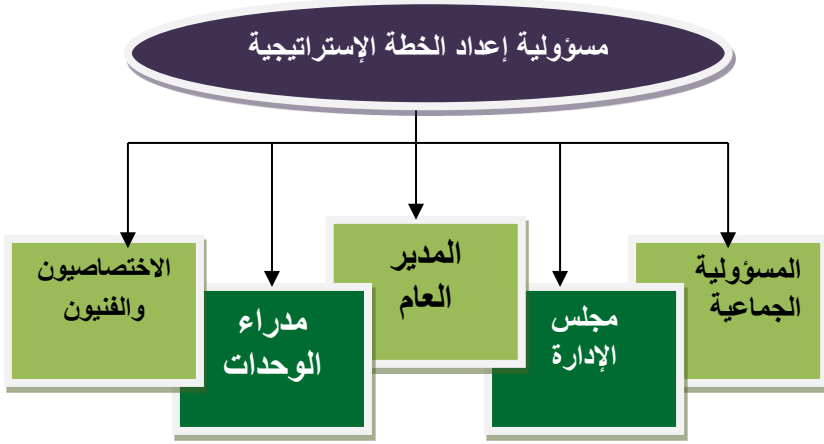 مسؤولية إعداد الخطة الإستراتيجية
المسؤولية
الجماعية
مجلس
الإدارة
المدير
العام
مدراء
الوحدات
الاختصاصيون
والفنيون